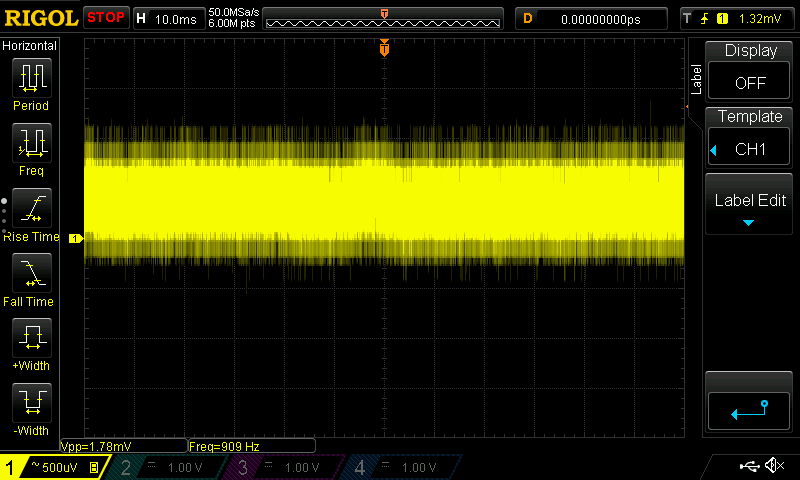 RIGOL STOP H 10.0ms 50.0MSa/s 6.00M pts T D 0.00000000ps T 1 1.32mV
Horizontal
Period
Freq
Rise Time
Fall Time
+Width
-Width
T
1
Vpp=1.78mV Freq=909 Hz
Label
Display
OFF
Template
CH1
Label Edit
1 ~ 500uV B 2 1.00 V 3 1.00 V 4 1.00 V